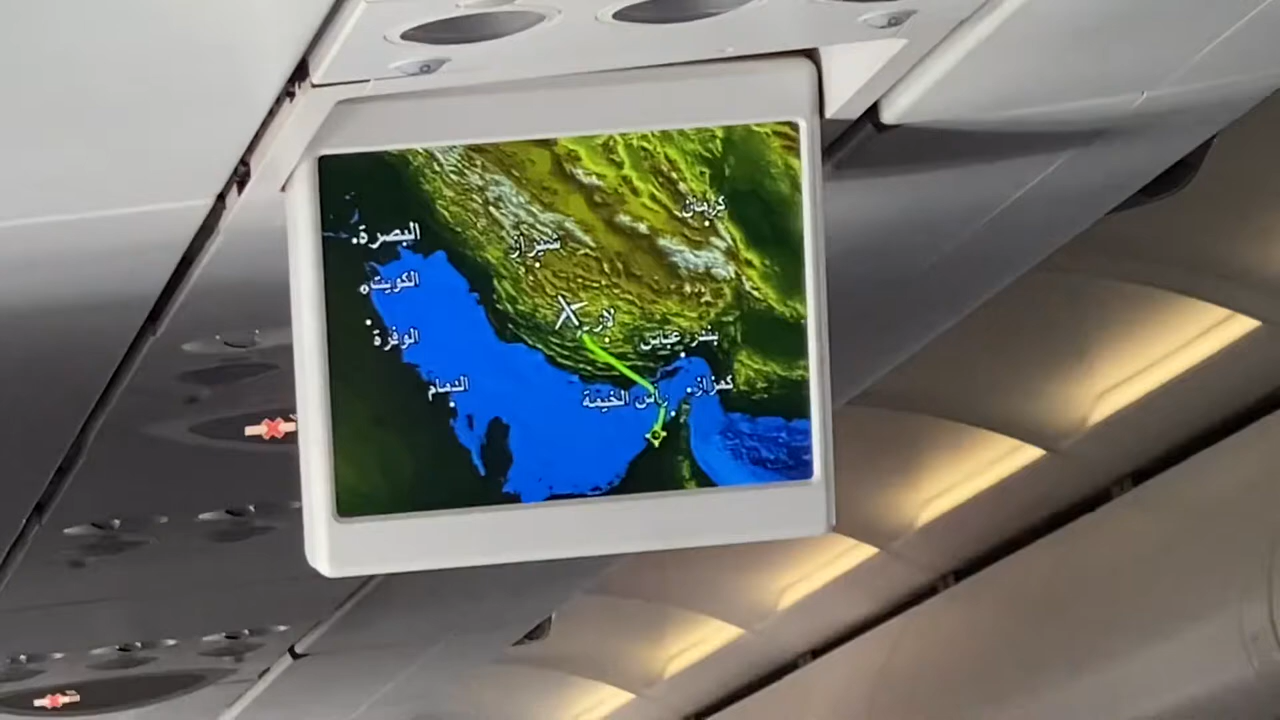 كرمان
البصرة
شيراز
الكويت
لار
الوفرة
بندر عباس
الدمام
كمزار
رأس الخيمة